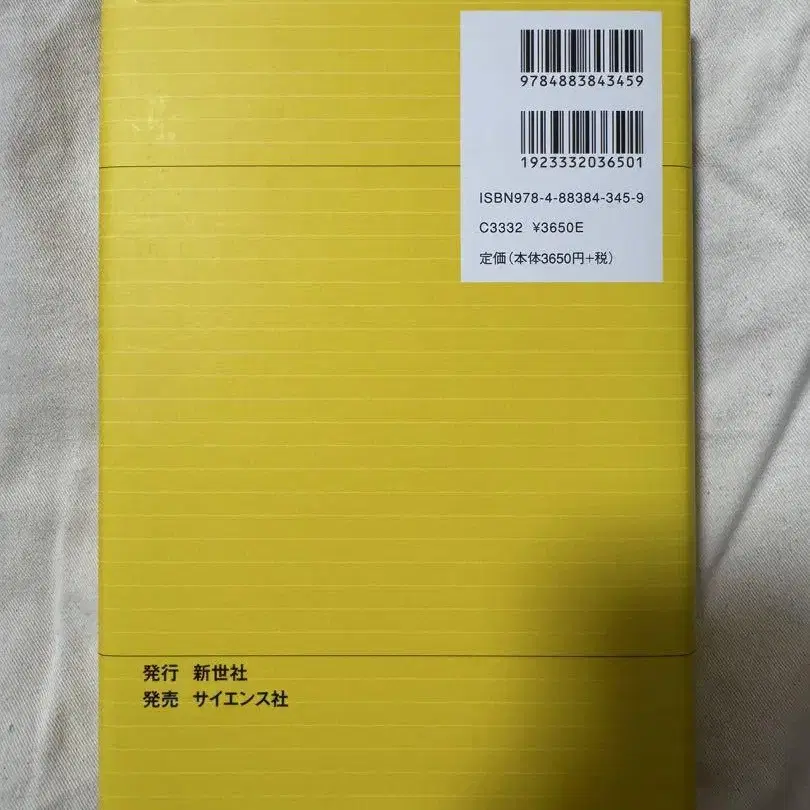 9784883843459
1923332036501
ISBN978-4-88384-345-9
C3332 ¥3650E
定価(本体3650円+税)
発行 新世社
発売 サイエンス社